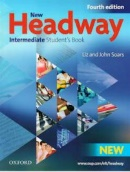 Fourth edition
New
Headway
Intermediate Student's Book
Liz and John Soars
NEW
OXFORD
www.oup.com/elt/headway